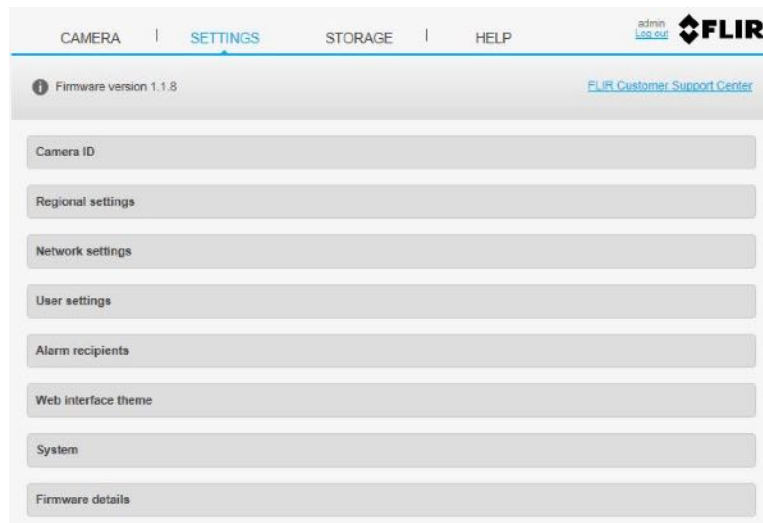 CAMERA | SETTINGS STORAGE | HELP
admin
Log out
FLIR
Firmware version 1.1.8
FLIR Customer Support Center
Camera ID
Regional settings
Network settings
User settings
Alarm recipients
Web interface theme
System
Firmware details